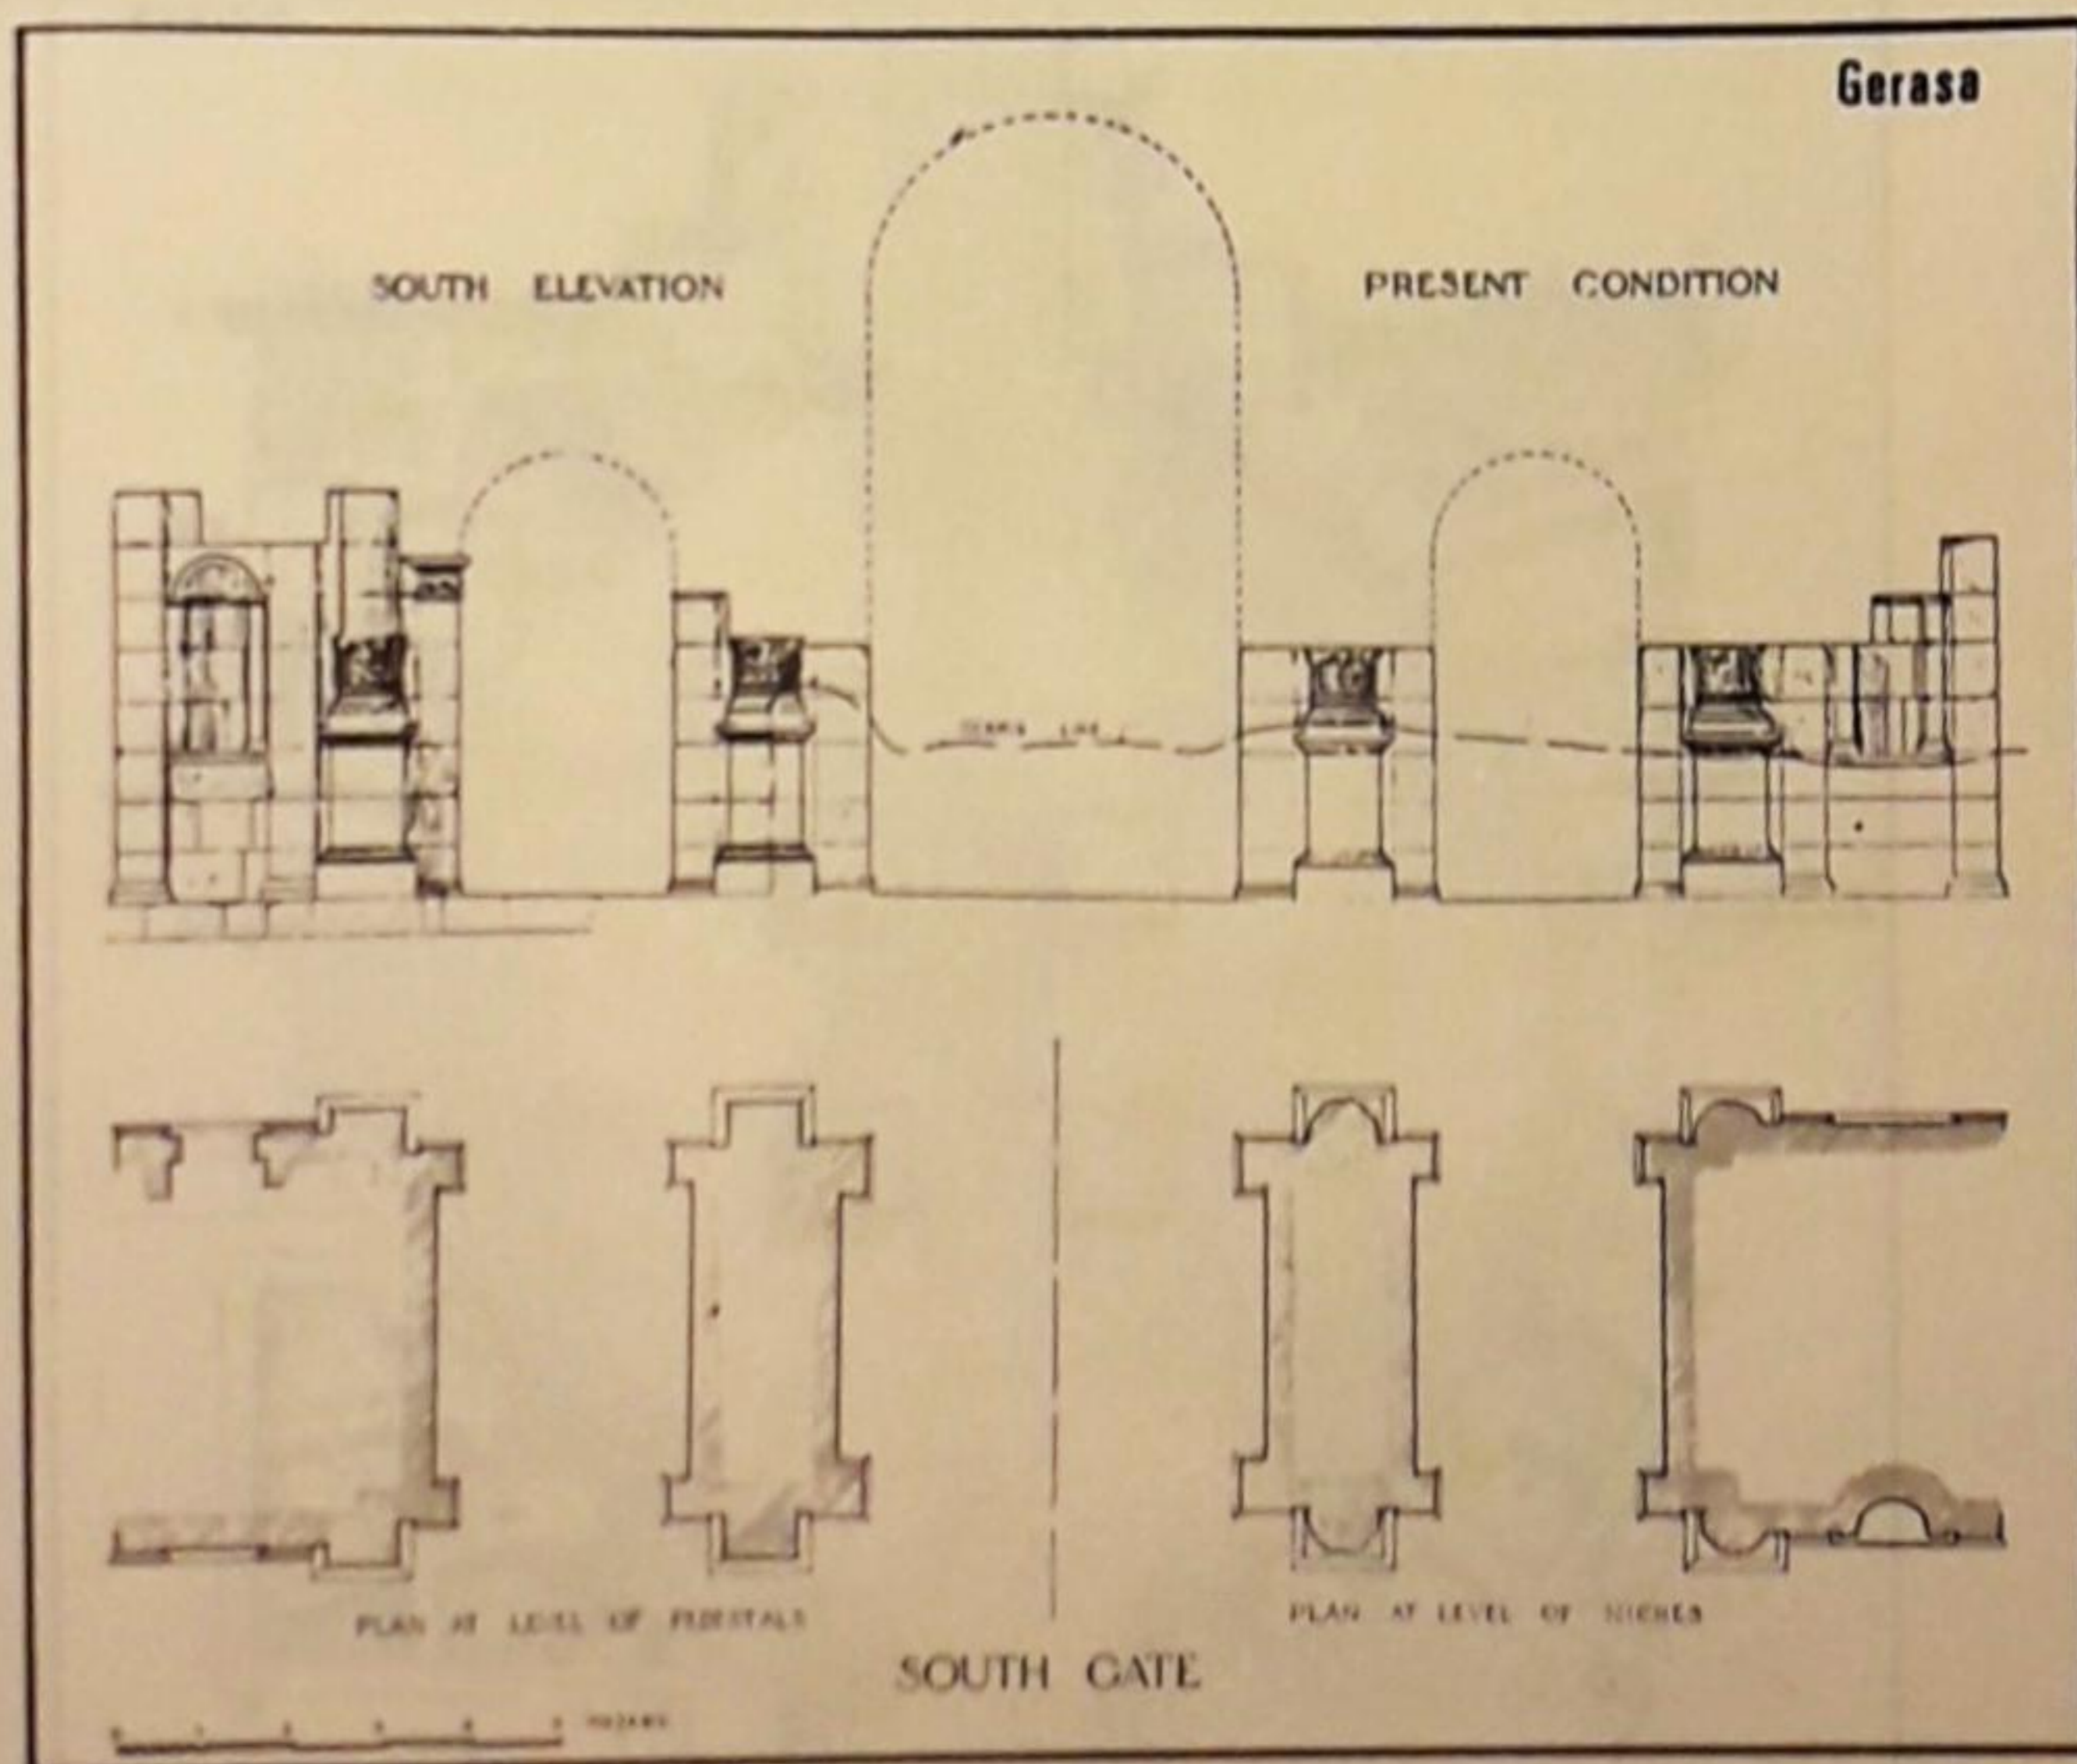 Gerasa
SOUTH ELEVATION
PRESENT CONDITION
PLAN AT LEVEL OF PEDESTALS
PLAN AT LEVEL OF NICHES
SOUTH GATE